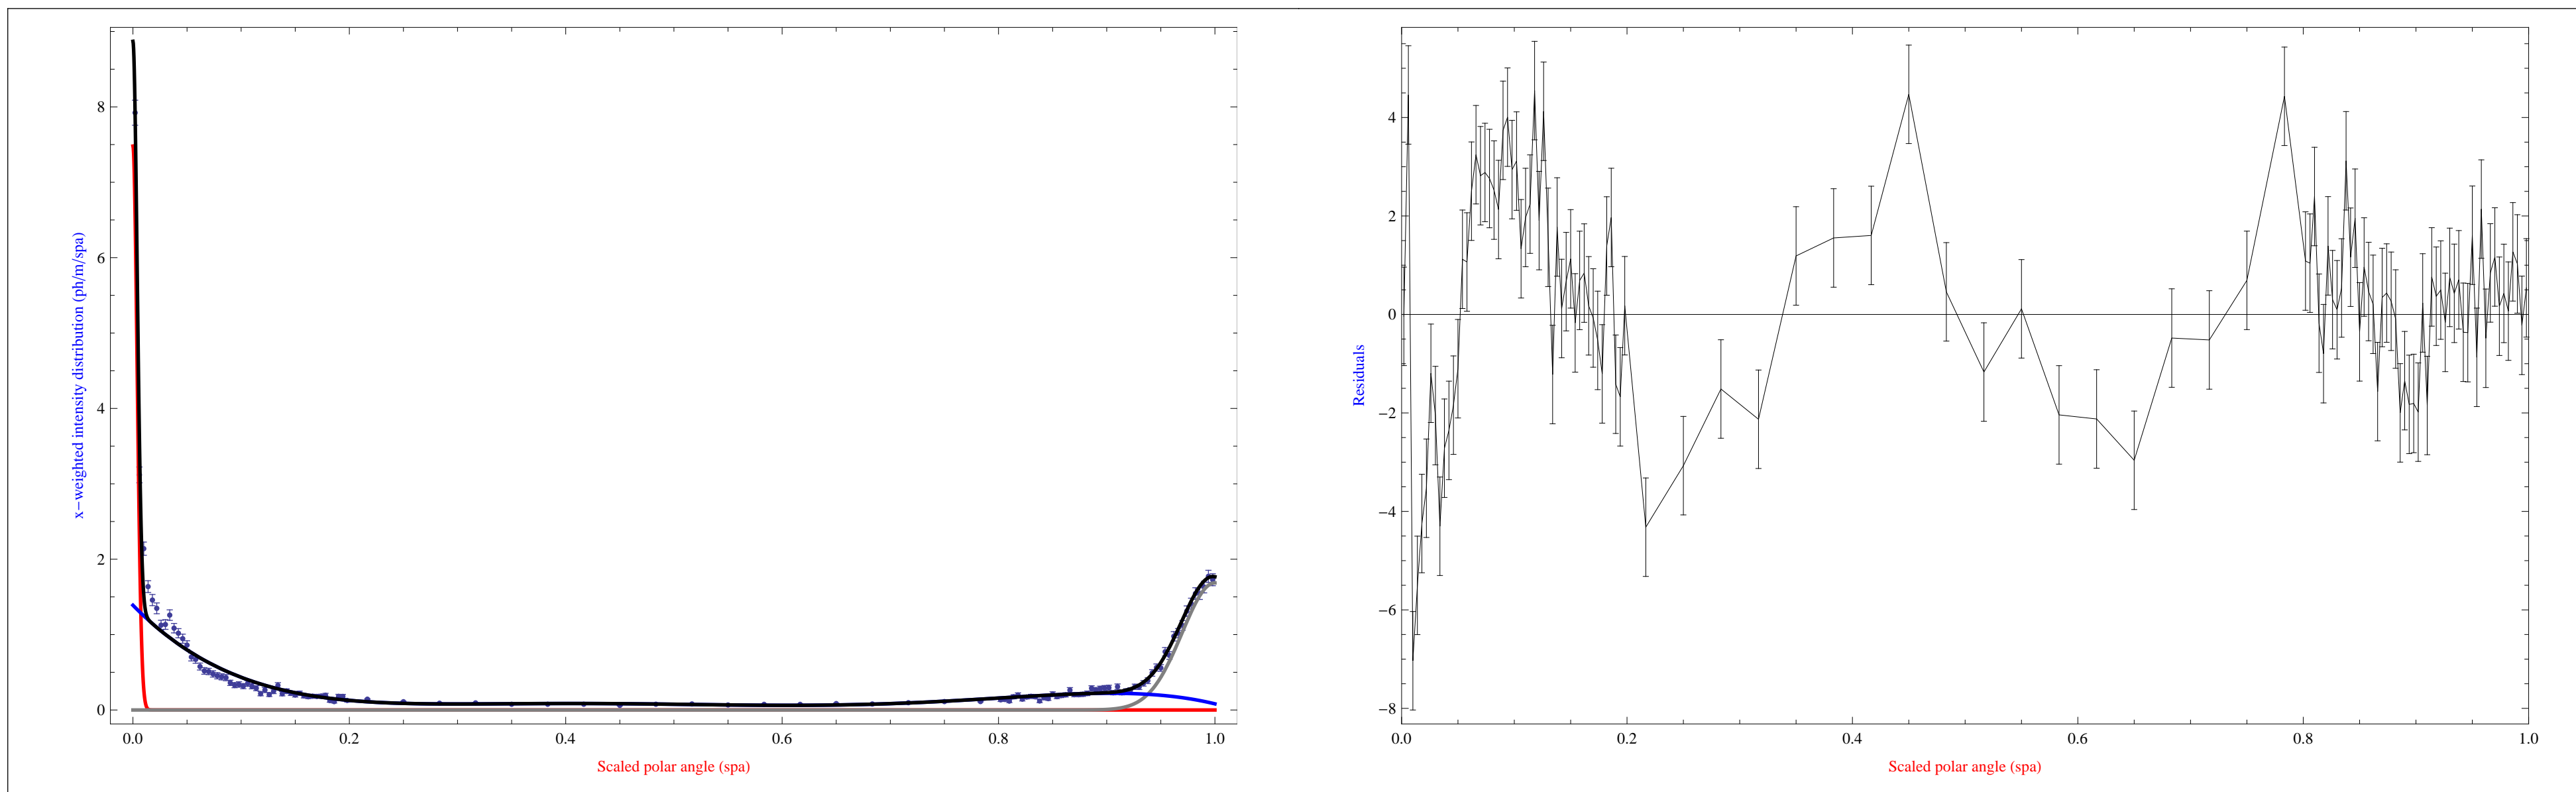 x−weighted intensity distribution (ph/m/spa)
8
6
4
2
0
0.0 0.2 0.4 0.6 0.8 1.0
Scaled polar angle (spa)
Residuals
4
2
0
−2
−4
−6
−8
0.0 0.2 0.4 0.6 0.8 1.0
Scaled polar angle (spa)